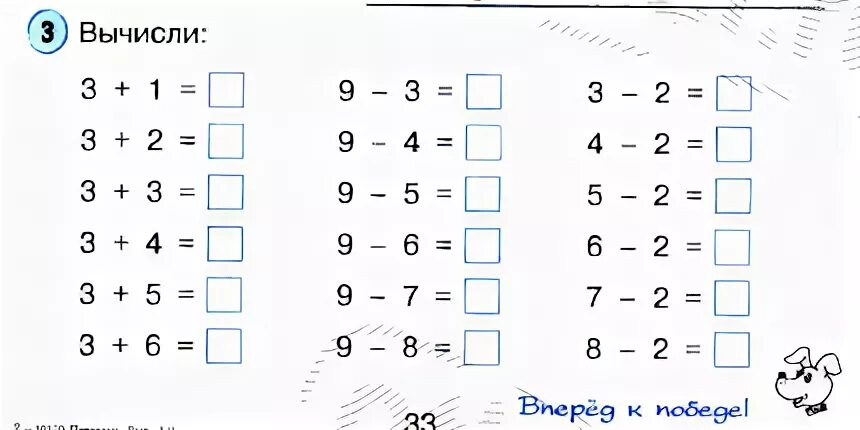 3 Вычисли:
3 + 1 = 9 - 3 = 3 - 2 =
3 + 2 = 9 - 4 = 4 - 2 =
3 + 3 = 9 - 5 = 5 - 2 =
3 + 4 = 9 - 6 = 6 - 2 =
3 + 5 = 9 - 7 = 7 - 2 =
3 + 6 = 9 - 8 = 8 - 2 =
Вперёд к победе!
33